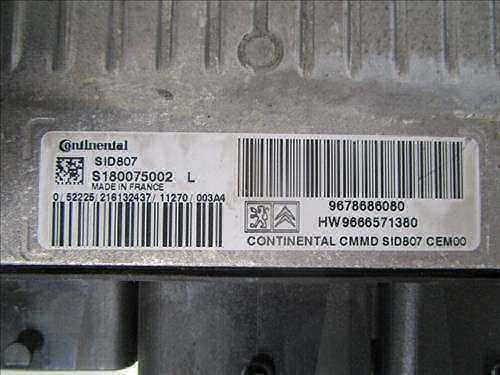 Continental
SID807
S180075002 L
MADE IN FRANCE
0 52225 216132437 / 11270 / 003A4
9678686080
HW9666571380
CONTINENTAL CMMD SID807 CEM00